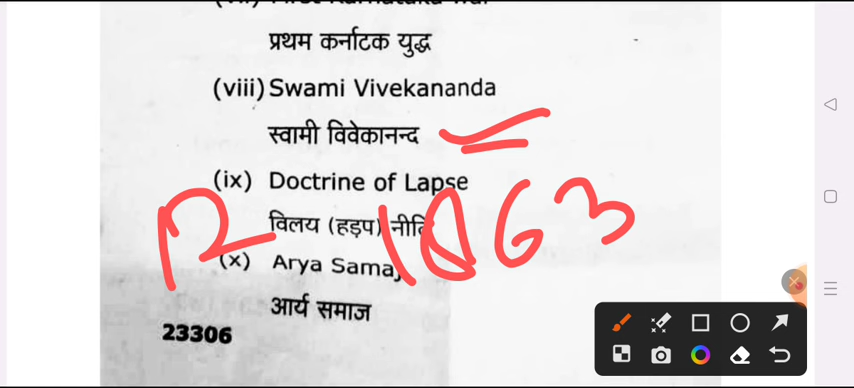 प्रथम कर्नाटक युद्ध
(viii) Swami Vivekananda
स्वामी विवेकानन्द
(ix) Doctrine of Lapse
विलय (हड़प) नीति
12 1863
(x) Arya Samaj
आर्य समाज
23306